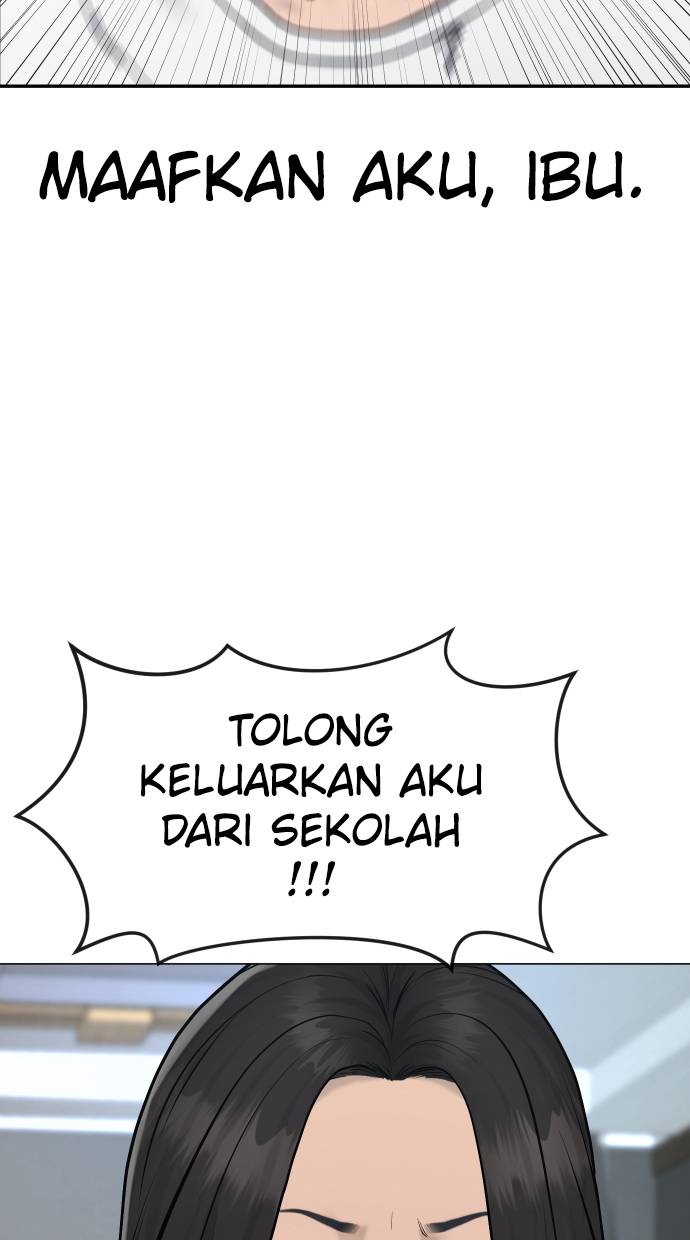 MAAFKAN AKU, IBU.
TOLONG
KELUARKAN AKU
DARI SEKOLAH
!!!